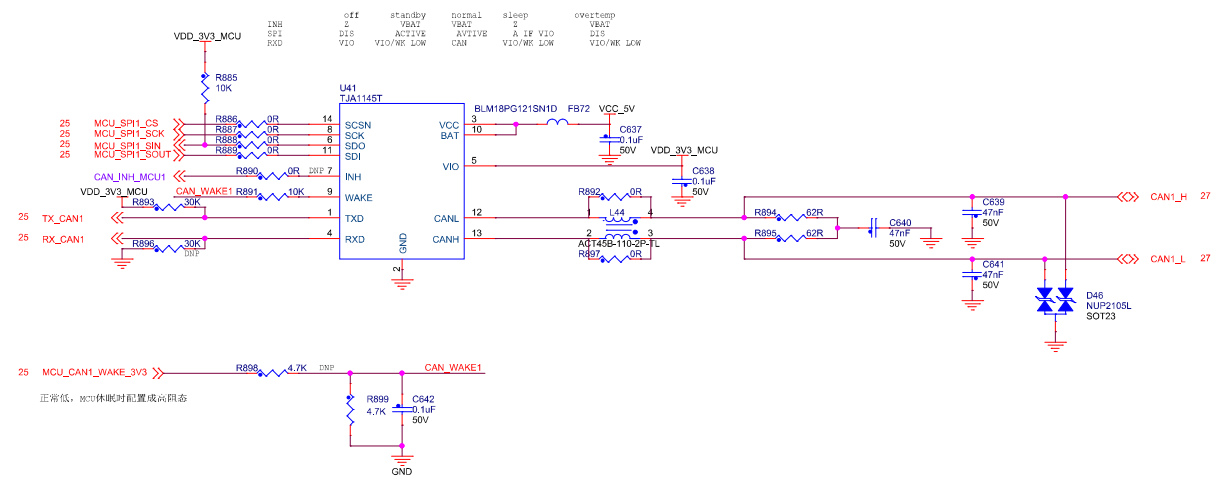 off standby normal sleep overtemp
INH Z VBAT VBAT Z VBAT
SPI DIS ACTIVE AVTIVE A IF VIO DIS
RXD VIO VIO/WK LOW CAN VIO/WK LOW VIO/WK LOW
VDD_3V3_MCU
R885
10K
U41
TJA1145T
BLM18PG121SN1D FB72 VCC_5V
25 MCU_SPI1_CS R886 0R 14 SCSN VCC 3
25 MCU_SPI1_SCK R887 0R 8 SCK BAT 10
25 MCU_SPI1_SIN R888 0R 6 SDO
25 MCU_SPI1_SOUT R889 0R 11 SDI
C637
0.1uF
50V
VDD_3V3_MCU
CAN_INH_MCU1 R890 0R DNP 7 INH VIO 5
C638
0.1uF
50V
VDD_3V3_MCU CAN_WAKE1 R891 10K 9 WAKE
R893 30K
R892 0R
25 TX_CAN1 1 TXD CANL 12 1 L44 4
25 RX_CAN1 4 RXD CANH 13 2 3
R896 30K
DNP
ACT45B-110-2P-TL
R897 0R
GND
2
R894 62R
R895 62R
C640
47nF
50V
CAN1_H 27
C639
47nF
50V
CAN1_L 27
C641
47nF
50V
D46
NUP2105L
SOT23
25 MCU_CAN1_WAKE_3V3 R898 4.7K DNP CAN_WAKE1
正常低，MCU休眠时配置成高阻态
R899
4.7K
C642
0.1uF
50V
GND